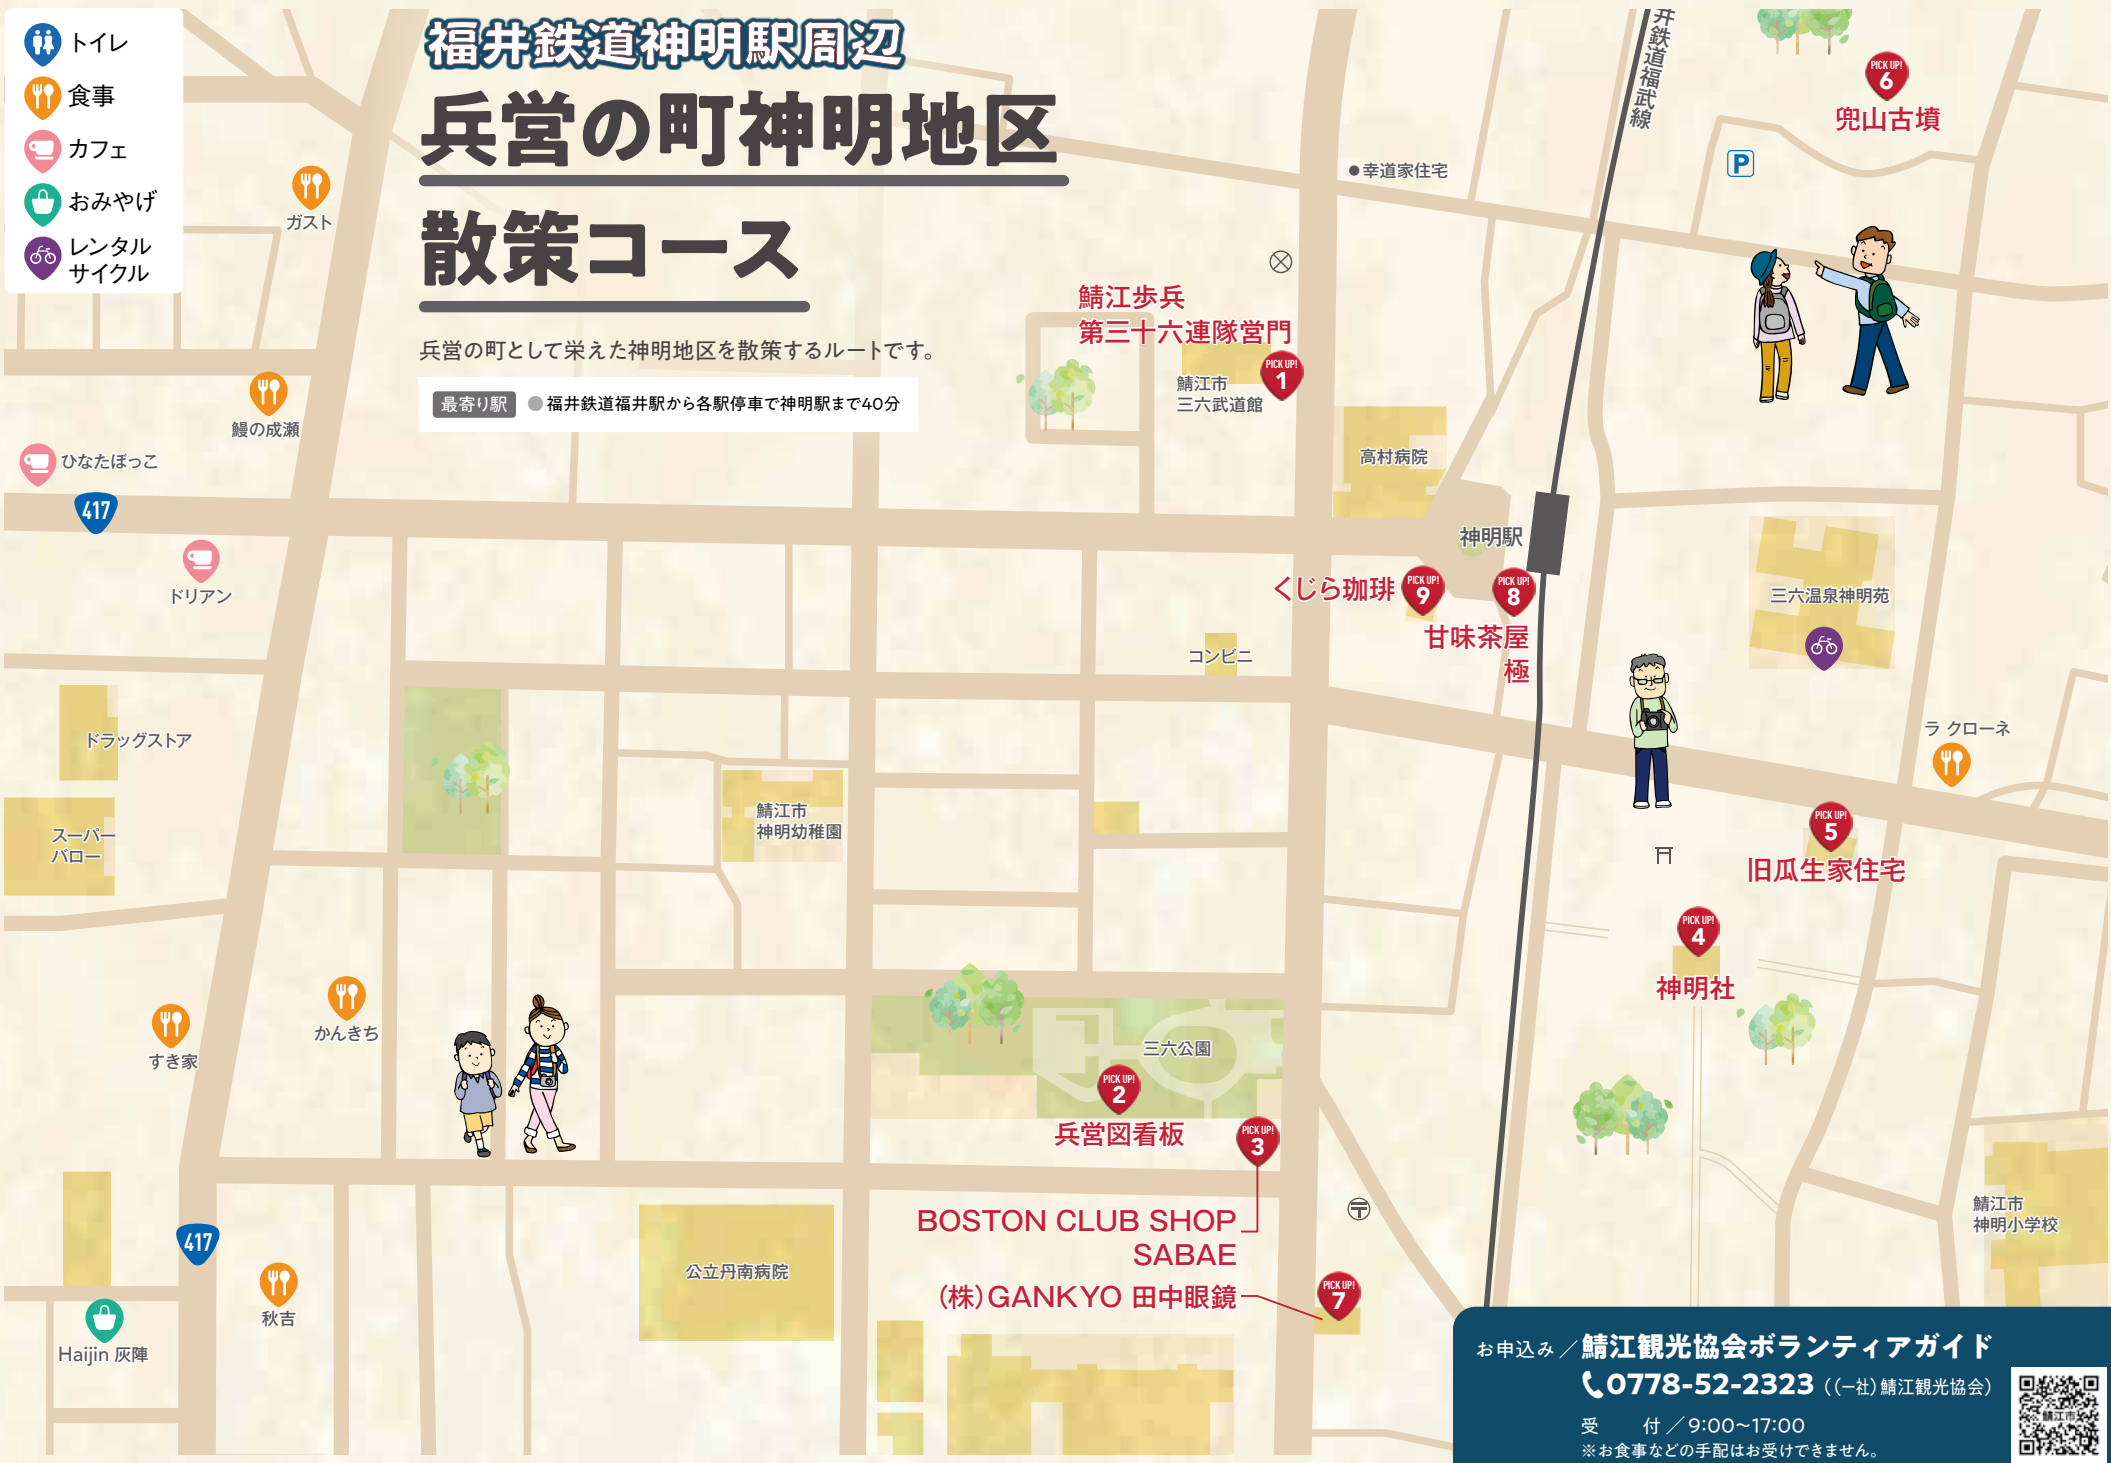 トイレ
食事
カフェ
おみやげ
レンタル
サイクル
福井鉄道神明駅周辺
兵営の町神明地区
散策コース
兵営の町として栄えた神明地区を散策するルートです。
最寄り駅 ●福井鉄道福井駅から各駅停車で神明駅まで40分
井鉄道福武線
PICK UP!
6
兜山古墳
P
●幸道家住宅
ガスト
鯖江歩兵
第三十六連隊営門
PICK UP!
1
鯖江市
三六武道館
鰻の成瀬
ひなたぼっこ
417
高村病院
神明駅
ドリアン
くじら珈琲
PICK UP!
9
PICK UP!
8
甘味茶屋
極
三六温泉神明苑
コンビニ
ドラッグストア
ラ クローネ
スーパー
バロー
鯖江市
神明幼稚園
PICK UP!
5
旧瓜生家住宅
PICK UP!
4
神明社
かんきち
すき家
三六公園
PICK UP!
2
兵営図看板
PICK UP!
3
BOSTON CLUB SHOP
SABAE
〒
鯖江市
神明小学校
417
公立丹南病院
(株)GANKYO 田中眼鏡
PICK UP!
7
秋吉
Haijin 灰陣
お申込み／鯖江観光協会ボランティアガイド
0778-52-2323（(一社)鯖江観光協会）
受　付／9:00~17:00
※お食事などの手配はお受けできません。
鯖江市